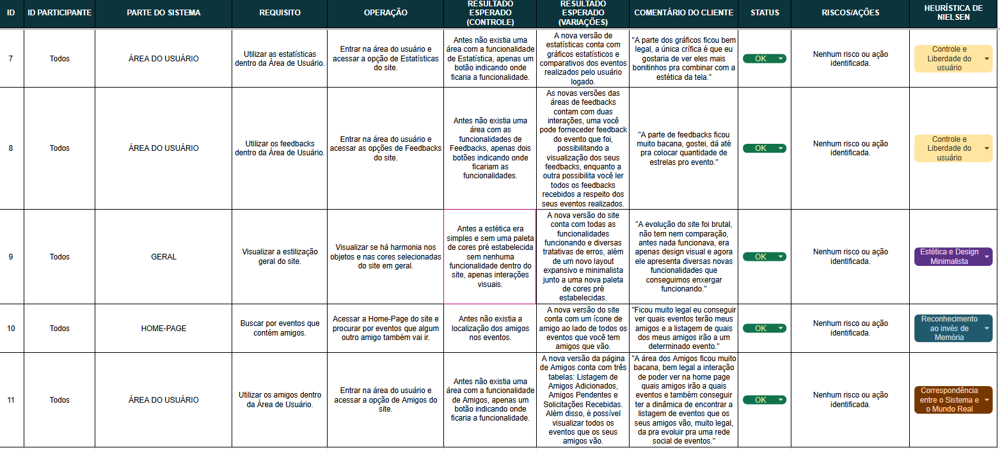 ID
ID PARTICIPANTE
PARTE DO SISTEMA
REQUISITO
OPERAÇÃO
RESULTADO
ESPERADO
(CONTROLE)
RESULTADO
ESPERADO
(VARIAÇÕES)
COMENTÁRIO DO CLIENTE
STATUS
RISCOS/AÇÕES
HEURÍSTICA DE
NIELSEN
7
Todos
ÁREA DO USUÁRIO
Utilizar as estatísticas
dentro da Área de Usuário.
Entrar na área do usuário e
acessar a opção de Estatísticas
do site.
Antes não existia uma
área com a funcionalidade
de Estatística, apenas um
botão indicando onde
ficaria a funcionalidade.
A nova versão de
estatísticas conta com
gráficos estatísticos e
comparativos dos eventos
realizados pelo usuário
logado.
"A parte dos gráficos ficou bem
legal, a única crífica é que eu
gostaria de ver eles mais
bonitinhos pra combinar com a
estética da tela."
OK
Nenhum risco ou ação
identificada.
Controle e
Liberdade do
usuário
8
Todos
ÁREA DO USUÁRIO
Utilizar os feedbacks
dentro da Área de Usuário.
Entrar na área do usuário e
acessar as opções de Feedbacks
do site.
Antes não existia uma
área com as
funcionalidades de
Feedbacks, apenas dois
botões indicando onde
ficariam as
funcionalidades.
As novas versões das
áreas de feedbacks
contam com duas
interações, uma você
pode forneceder feedback
do evento que foi,
possibilitando a
visualização dos seus
feedbacks, enquanto a
outra possibilita você ler
todos os feedbacks
recebidos a respeito dos
seus eventos realizados.
"A parte de feedbacks ficou
muito bacana, gostei, dá até
pra colocar quantidade de
estrelas pro evento."
OK
Nenhum risco ou ação
identificada.
Controle e
Liberdade do
usuário
9
Todos
GERAL
Visualizar a estilização
geral do site.
Visualizar se há harmonia nos
objetos e nas cores selecionadas
do site em geral.
Antes a estética era
simples e sem uma paleta
de cores pré estabelecida
sem nenhuma
funcionalidade dentro do
site, apenas interações
visuais.
A nova versão do site
conta com todas as
funcionalidades
funcionando e diversas
tratativas de erros, além
de um novo layout
expansivo e minimalista
junto a uma nova paleta
de cores pré
estabelecidas.
"A evolução do site foi brutal,
não tem nem comparação,
antes nada funcionava, era
apenas design visual e agora
ele apresenta diversas novas
funcionalidades que
conseguimos enxergar
funcionando."
OK
Nenhum risco ou ação
identificada.
Estética e Design
Minimalista
10
Todos
HOME-PAGE
Buscar por eventos que
contém amigos.
Acessar a Home-Page do site e
procurar por eventos que algum
outro amigo também vai ir.
Antes não existia a
localização dos amigos
nos eventos.
A nova versão do site
conta com um ícone de
amigo ao lado de todos os
eventos que você tem
amigos que vão.
"Ficou muito legal eu conseguir
ver quais eventos terão meus
amigos e a listagem de quais
dos meus amigos irão a um
determinado evento."
OK
Nenhum risco ou ação
identificada.
Reconhecimento
ao invés de
Memória
11
Todos
ÁREA DO USUÁRIO
Utilizar os amigos dentro
da Área de Usuário.
Entrar na área do usuário e
acessar a opção de Amigos do
site.
Antes não existia uma
área com a funcionalidade
de Amigos, apenas um
botão indicando onde
ficaria a funcionalidade.
A nova versão da página
de Amigos conta com três
tabelas: Listagem de
Amigos Adicionados,
Amigos Pendentes e
Solicitações Recebidas.
Além disso, é possível
visualizar todos os
eventos que os seus
amigos vão.
"A área dos Amigos ficou muito
bacana, bem legal a interação
de poder ver na home page
quais amigos irão a quais
eventos e também conseguir
ter a dinâmica de encontrar a
listagem de eventos que os
seus amigos vão, muito legal,
da pra evoluir pra uma rede
social de eventos."
OK
Nenhum risco ou ação
identificada.
Correspondência
entre o Sistema e
o Mundo Real